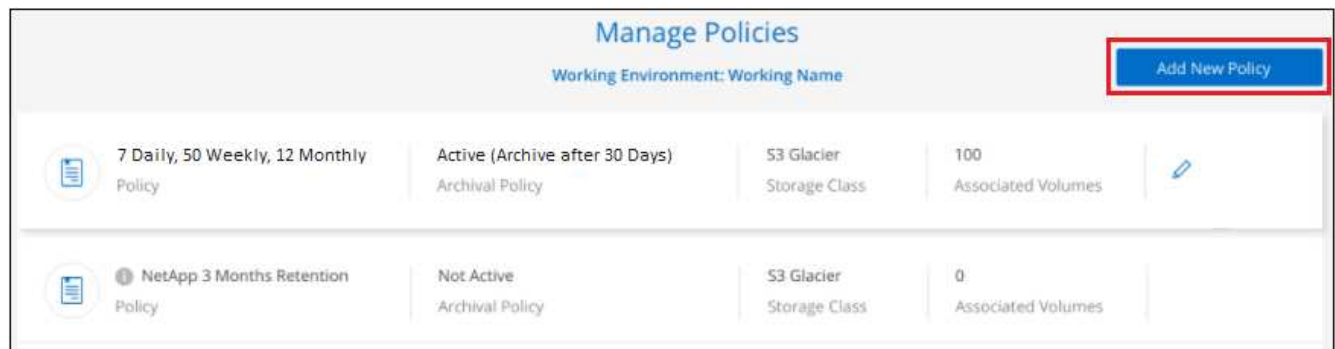 Manage Policies
Working Environment: Working Name
Add New Policy
7 Daily, 50 Weekly, 12 Monthly
Active (Archive after 30 Days)
S3 Glacier
100
Policy
Archival Policy
Storage Class
Associated Volumes
NetApp 3 Months Retention
Not Active
S3 Glacier
0
Policy
Archival Policy
Storage Class
Associated Volumes